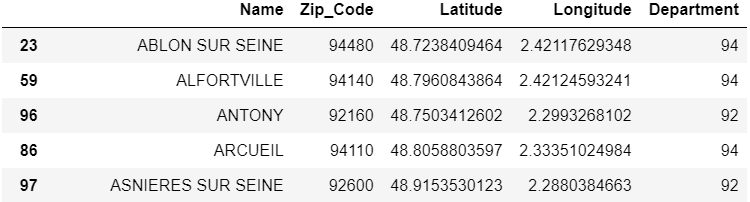 Name Zip_Code Latitude Longitude Department
23 ABLON SUR SEINE 94480 48.7238409464 2.42117629348 94
59 ALFORTVILLE 94140 48.7960843864 2.42124593241 94
96 ANTONY 92160 48.7503412602 2.2993268102 92
86 ARCUEIL 94110 48.8058803597 2.33351024984 94
97 ASNIERES SUR SEINE 92600 48.9153530123 2.2880384663 92